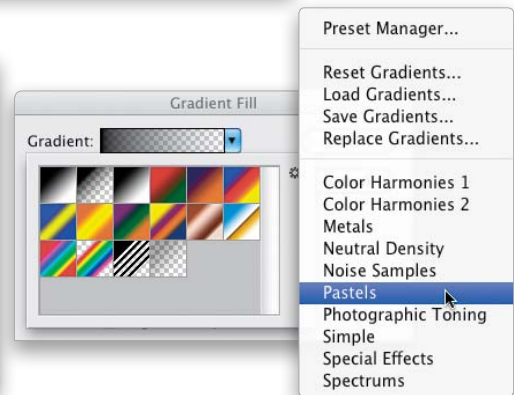 Gradient Fill
Gradient:
Preset Manager...
Reset Gradients...
Load Gradients...
Save Gradients...
Replace Gradients...
Color Harmonies 1
Color Harmonies 2
Metals
Neutral Density
Noise Samples
Pastels
Photographic Toning
Simple
Special Effects
Spectrums